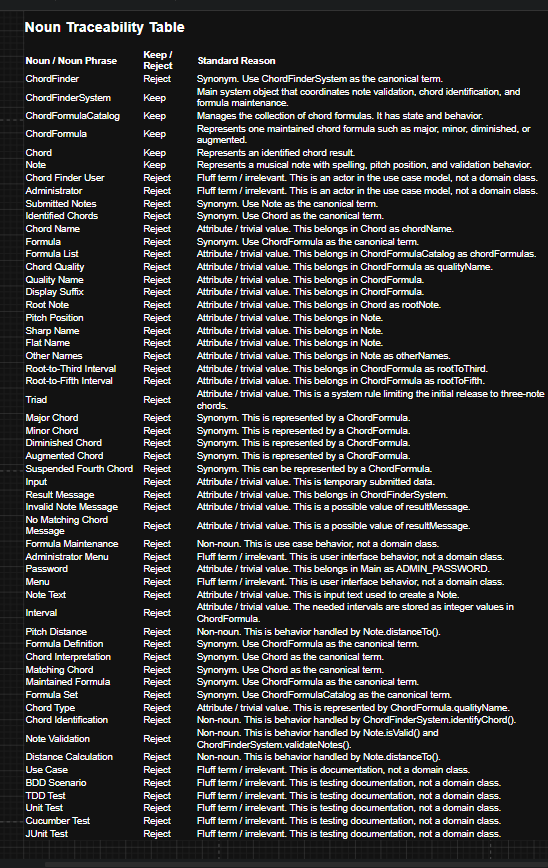 Noun Traceability Table
Noun / Noun Phrase Keep / Reject Standard Reason
ChordFinder Reject Synonym. Use ChordFinderSystem as the canonical term.
ChordFinderSystem Keep Main system object that coordinates note validation, chord identification, and
formula maintenance.
ChordFormulaCatalog Keep Manages the collection of chord formulas. It has state and behavior.
ChordFormula Keep Represents one maintained chord formula such as major, minor, diminished, or
augmented.
Chord Keep Represents an identified chord result.
Note Keep Represents a musical note with spelling, pitch position, and validation behavior.
Chord Finder User Reject Fluff term / irrelevant. This is an actor in the use case model, not a domain class.
Administrator Reject Fluff term / irrelevant. This is an actor in the use case model, not a domain class.
Submitted Notes Reject Synonym. Use Note as the canonical term.
Identified Chords Reject Synonym. Use Chord as the canonical term.
Chord Name Reject Attribute / trivial value. This belongs in Chord as chordName.
Formula Reject Synonym. Use ChordFormula as the canonical term.
Formula List Reject Attribute / trivial value. This belongs in ChordFormulaCatalog as chordFormulas.
Chord Quality Reject Attribute / trivial value. This belongs in ChordFormula as qualityName.
Quality Name Reject Attribute / trivial value. This belongs in ChordFormula.
Display Suffix Reject Attribute / trivial value. This belongs in ChordFormula.
Root Note Reject Attribute / trivial value. This belongs in Chord as rootNote.
Pitch Position Reject Attribute / trivial value. This belongs in Note.
Sharp Name Reject Attribute / trivial value. This belongs in Note.
Flat Name Reject Attribute / trivial value. This belongs in Note.
Other Names Reject Attribute / trivial value. This belongs in Note as otherNames.
Root-to-Third Interval Reject Attribute / trivial value. This belongs in ChordFormula as rootToThird.
Root-to-Fifth Interval Reject Attribute / trivial value. This belongs in ChordFormula as rootToFifth.
Triad Reject Attribute / trivial value. This is a system rule limiting the initial release to three-note
chords.
Major Chord Reject Synonym. This is represented by a ChordFormula.
Minor Chord Reject Synonym. This is represented by a ChordFormula.
Diminished Chord Reject Synonym. This is represented by a ChordFormula.
Augmented Chord Reject Synonym. This is represented by a ChordFormula.
Suspended Fourth Chord Reject Synonym. This can be represented by a ChordFormula.
Input Reject Attribute / trivial value. This is temporary submitted data.
Result Message Reject Attribute / trivial value. This belongs in ChordFinderSystem.
Invalid Note Message Reject Attribute / trivial value. This is a possible value of resultMessage.
No Matching Chord
Message Reject Attribute / trivial value. This is a possible value of resultMessage.
Formula Maintenance Reject Non-noun. This is use case behavior, not a domain class.
Administrator Menu Reject Fluff term / irrelevant. This is user interface behavior, not a domain class.
Password Reject Attribute / trivial value. This belongs in Main as ADMIN_PASSWORD.
Menu Reject Fluff term / irrelevant. This is user interface behavior, not a domain class.
Note Text Reject Attribute / trivial value. This is input text used to create a Note.
Interval Reject Attribute / trivial value. The needed intervals are stored as integer values in
ChordFormula.
Pitch Distance Reject Non-noun. This is behavior handled by Note.distanceTo().
Formula Definition Reject Synonym. Use ChordFormula as the canonical term.
Chord Interpretation Reject Synonym. Use Chord as the canonical term.
Matching Chord Reject Synonym. Use Chord as the canonical term.
Maintained Formula Reject Synonym. Use ChordFormula as the canonical term.
Formula Set Reject Synonym. Use ChordFormulaCatalog as the canonical term.
Chord Type Reject Attribute / trivial value. This is represented by ChordFormula.qualityName.
Chord Identification Reject Non-noun. This is behavior handled by ChordFinderSystem.identifyChord().
Note Validation Reject Non-noun. This is behavior handled by Note.isValid() and
ChordFinderSystem.validateNotes().
Distance Calculation Reject Non-noun. This is behavior handled by Note.distanceTo().
Use Case Reject Fluff term / irrelevant. This is documentation, not a domain class.
BDD Scenario Reject Fluff term / irrelevant. This is testing documentation, not a domain class.
TDD Test Reject Fluff term / irrelevant. This is testing documentation, not a domain class.
Unit Test Reject Fluff term / irrelevant. This is testing documentation, not a domain class.
Cucumber Test Reject Fluff term / irrelevant. This is testing documentation, not a domain class.
JUnit Test Reject Fluff term / irrelevant. This is testing documentation, not a domain class.